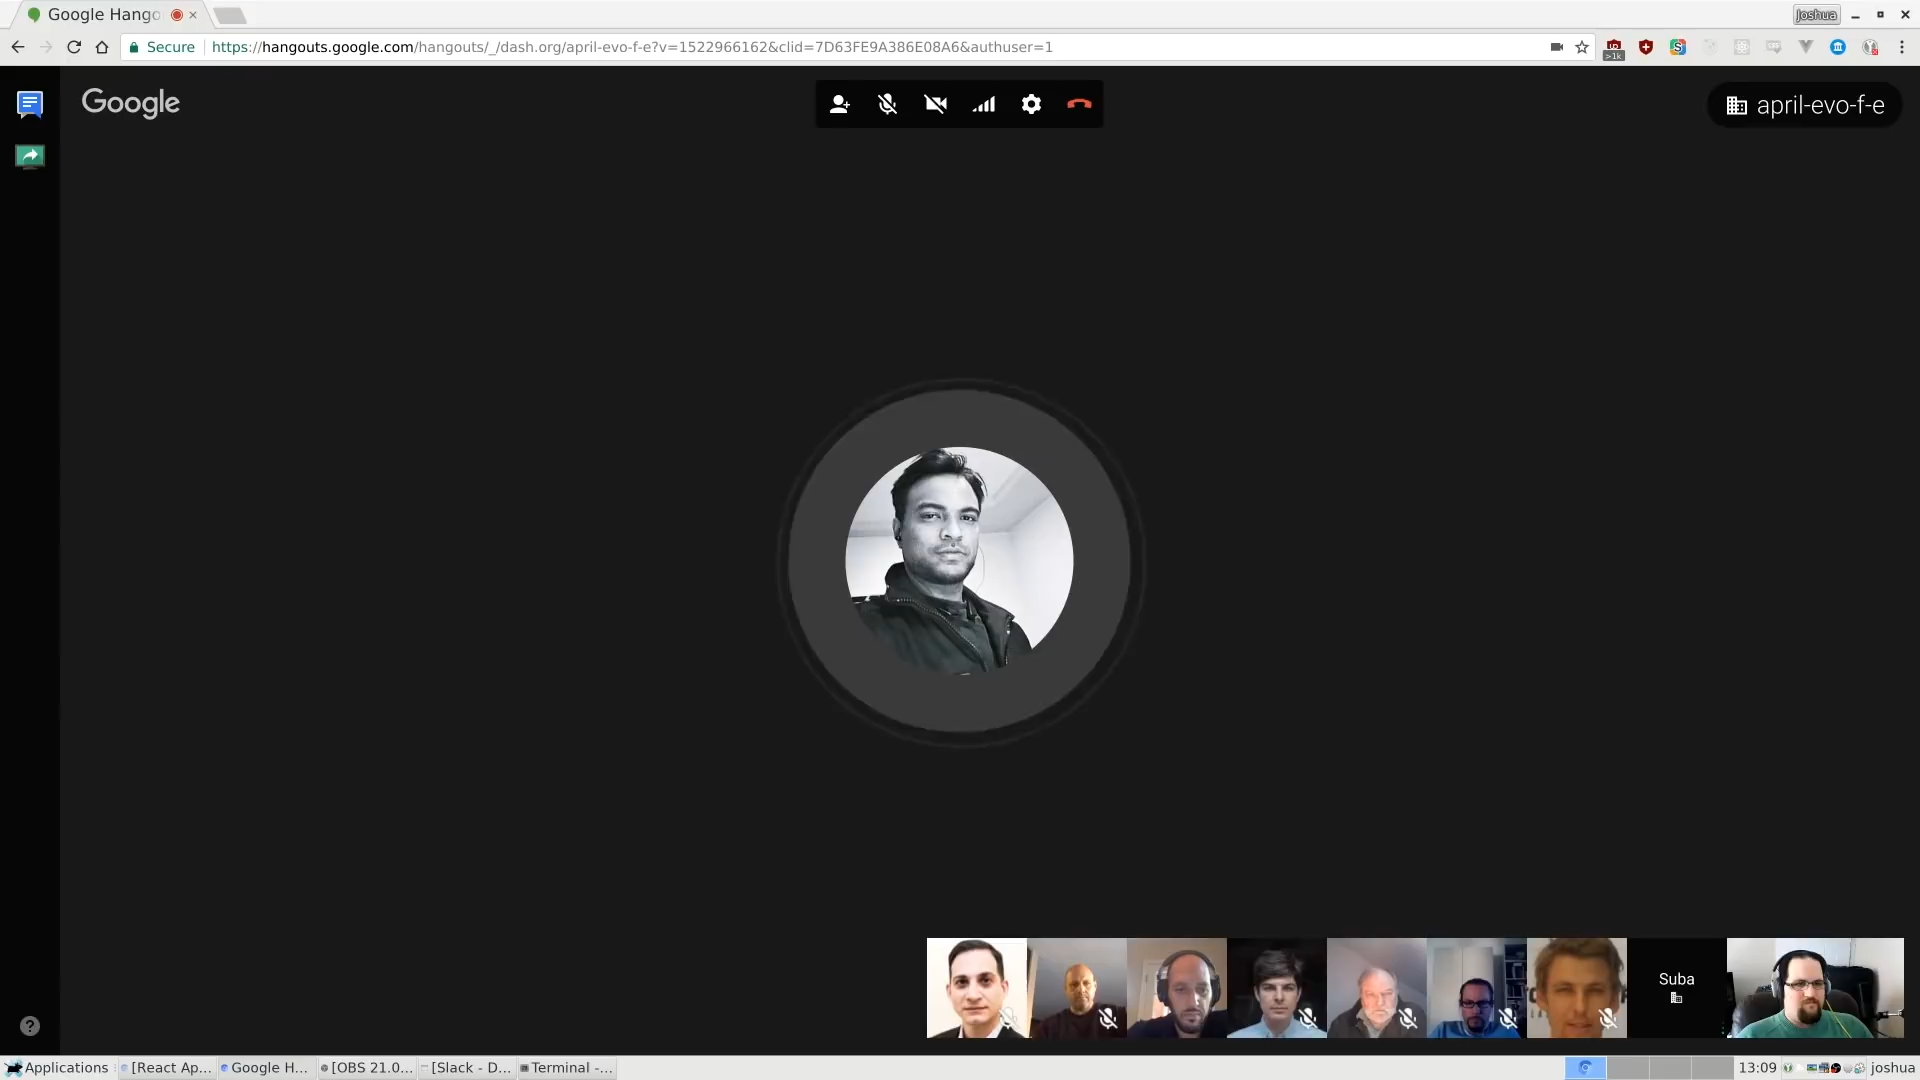 Google Hango
joshua
Secure
https://hangouts.google.com/hangouts/_/dash.org/april-evo-f-e?v=1522966162&clid=7D63FE9A386E08A6&authuser=1
>1k
Google
april-evo-f-e
Suba
Applications
[React Ap...
Google H...
[OBS 21.0...
[Slack - D...
Terminal -...
13:09
joshua